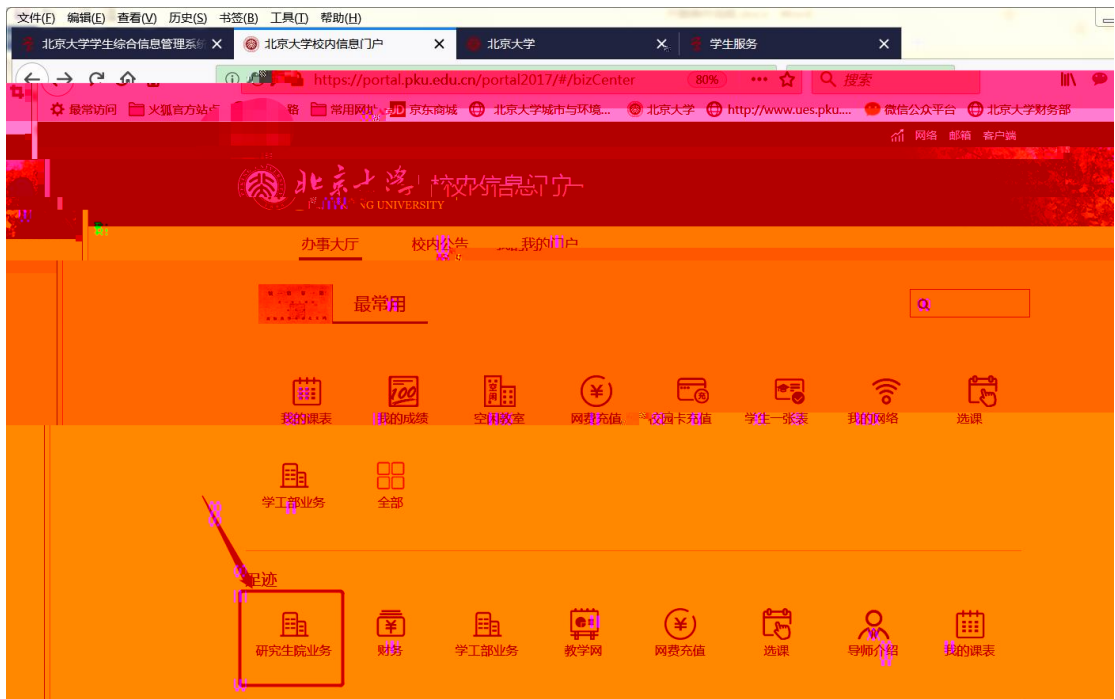 文件(F) 编辑(E) 查看(V) 历史(S) 书签(B) 工具(T) 帮助(H)
北京大学学生综合信息管理系 北京大学校内信息门户 北京大学 学生服务
https://portal.pku.edu.cn/portal2017/#/bizCenter 80% 搜索
最常访问 火狐官方站点 常用网址 JD 京东商城 北京大学城市与环境... 北京大学 http://www.ues.pku.... 微信公众平台 北京大学财务部
网络 邮箱 客户端
北京大学 校内信息门户
NG UNIVERSITY
办事大厅 校内公告 我的门户
最常用
100 空闲
我的课表 我的成绩 空闲教室 网费充值 校园卡充值 学生一张表 我的网络 选课
学工部业务 全部
足迹
研究生院业务 财务 学工部业务 教学网 网费充值 选课 导师介绍 我的课表